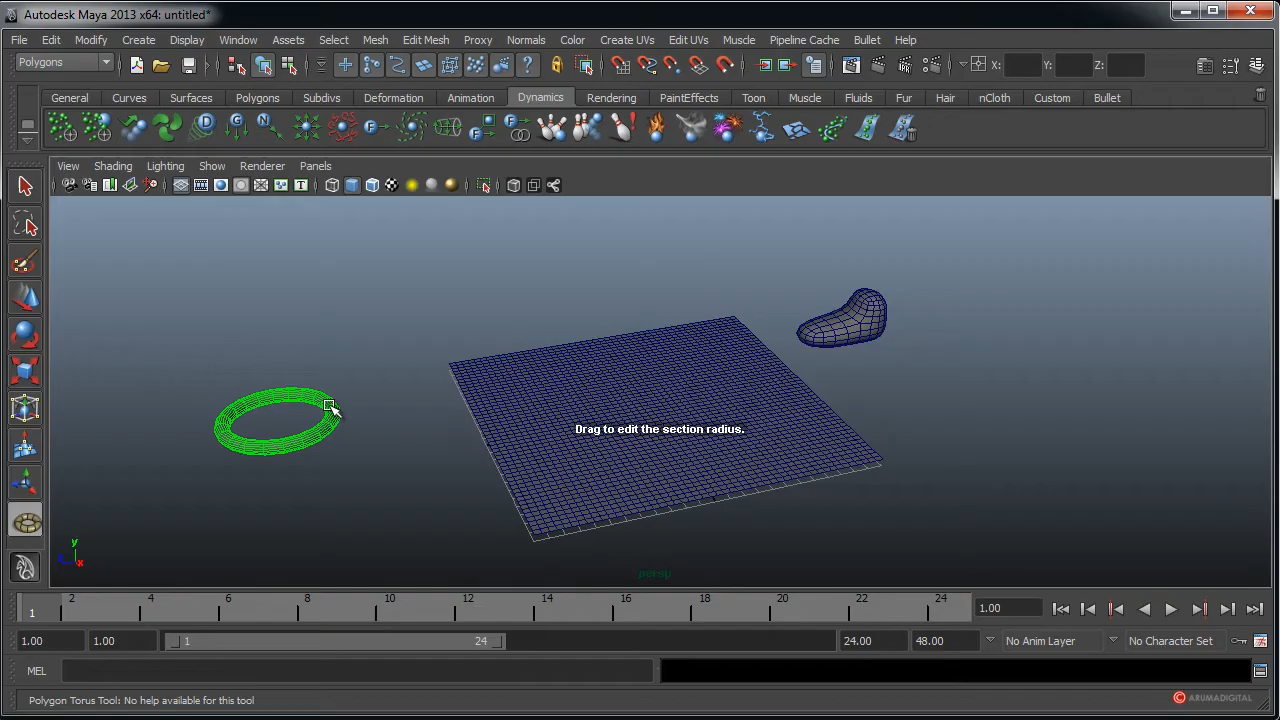 Autodesk Maya 2013 x64: untitled*
File Edit Modify Create Display Window Assets Select Mesh Edit Mesh Proxy Normals Color Create UVs Edit UVs Muscle Pipeline Cache Bullet Help
Polygons X: Y: Z:
General Curves Surfaces Polygons Subdivs Deformation Animation Dynamics Rendering PaintEffects Toon Muscle Fluids Fur Hair nCloth Custom Bullet
View Shading Lighting Show Renderer Panels
Drag to edit the section radius.
y
x
persp
1 2 4 6 8 10 12 14 16 18 20 22 24 1.00
1.00 1.00 1 24 24.00 48.00 No Anim Layer No Character Set
MEL
Polygon Torus Tool: No help available for this tool
© ARUMADIGITAL